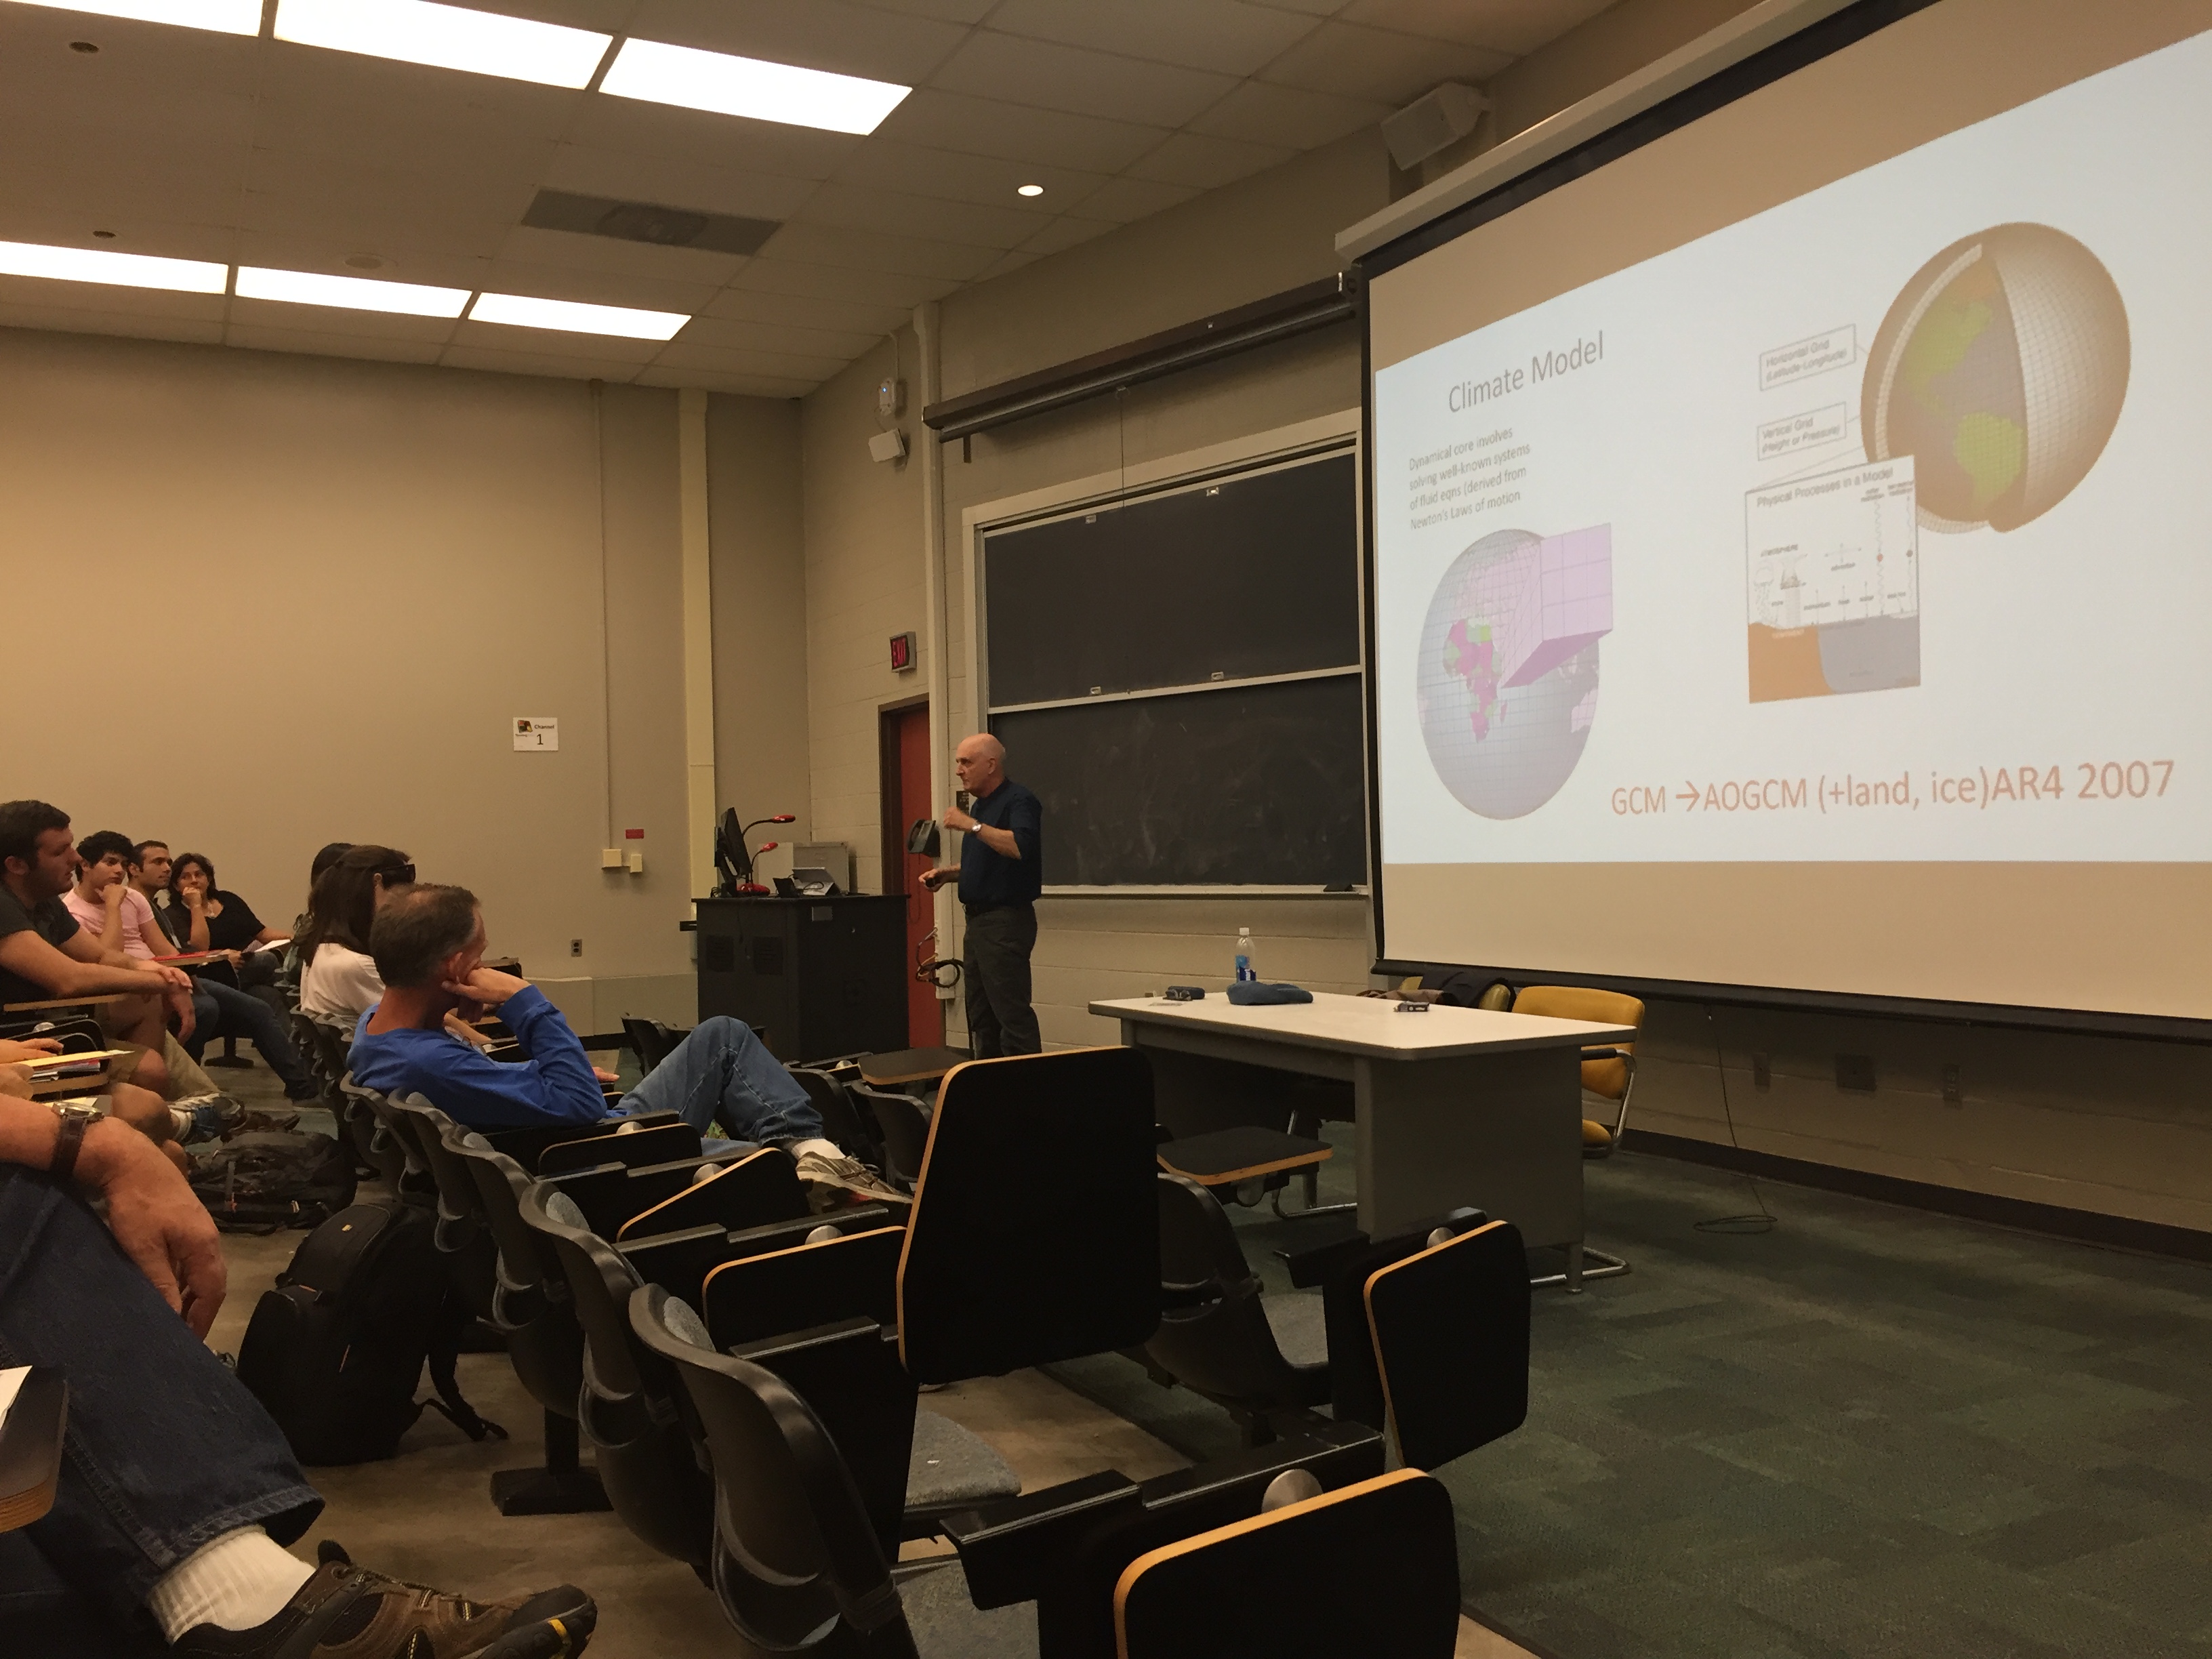 Climate Model
Dynamical core involves
solving well-known systems
of fluid eqns (derived from
Newton's Laws of motion
Horizontal Grid
(Latitude-Longitude)
Vertical Grid
(Height or Pressure)
Physical Processes in a Model
ATMOSPHERE
GCM →AOGCM (+land, ice)AR4 2007
EXIT
Channel
1